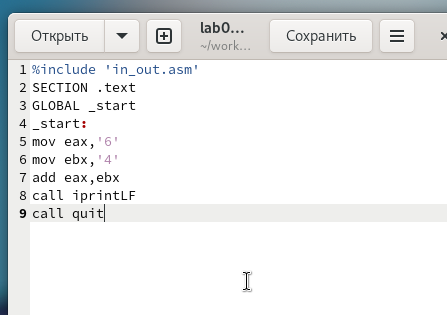 Открыть
lab0...
~/work...
Сохранить
1 %include 'in_out.asm'
2 SECTION .text
3 GLOBAL _start
4 _start:
5 mov eax,'6'
6 mov ebx,'4'
7 add eax,ebx
8 call iprintLF
9 call quit